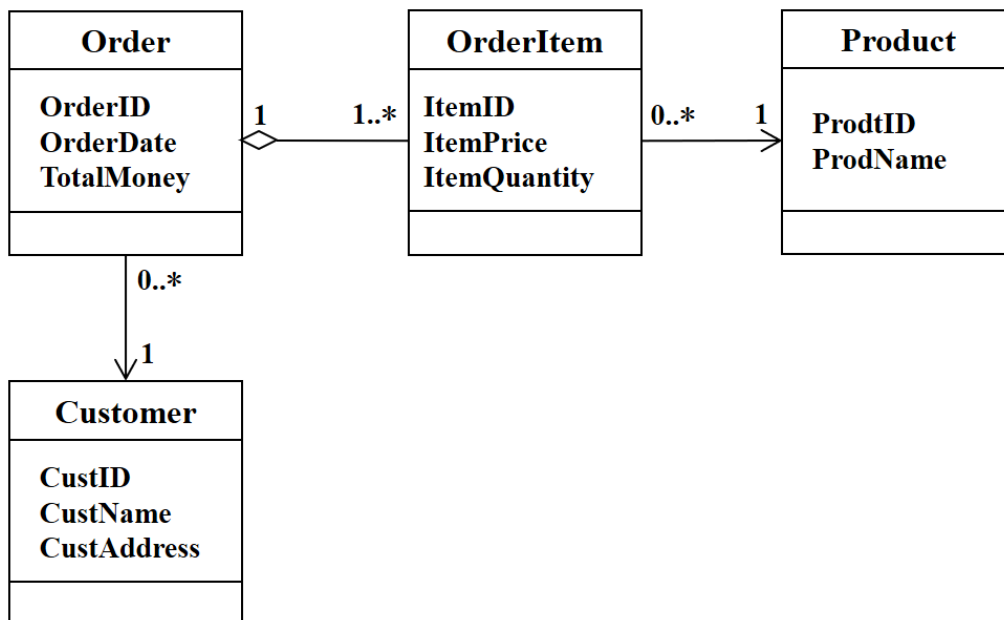 Order
OrderID
OrderDate
TotalMoney
1
1..*
OrderItem
ItemID
ItemPrice
ItemQuantity
0..*
1
Product
ProdtID
ProdName
0..*
1
Customer
CustID
CustName
CustAddress